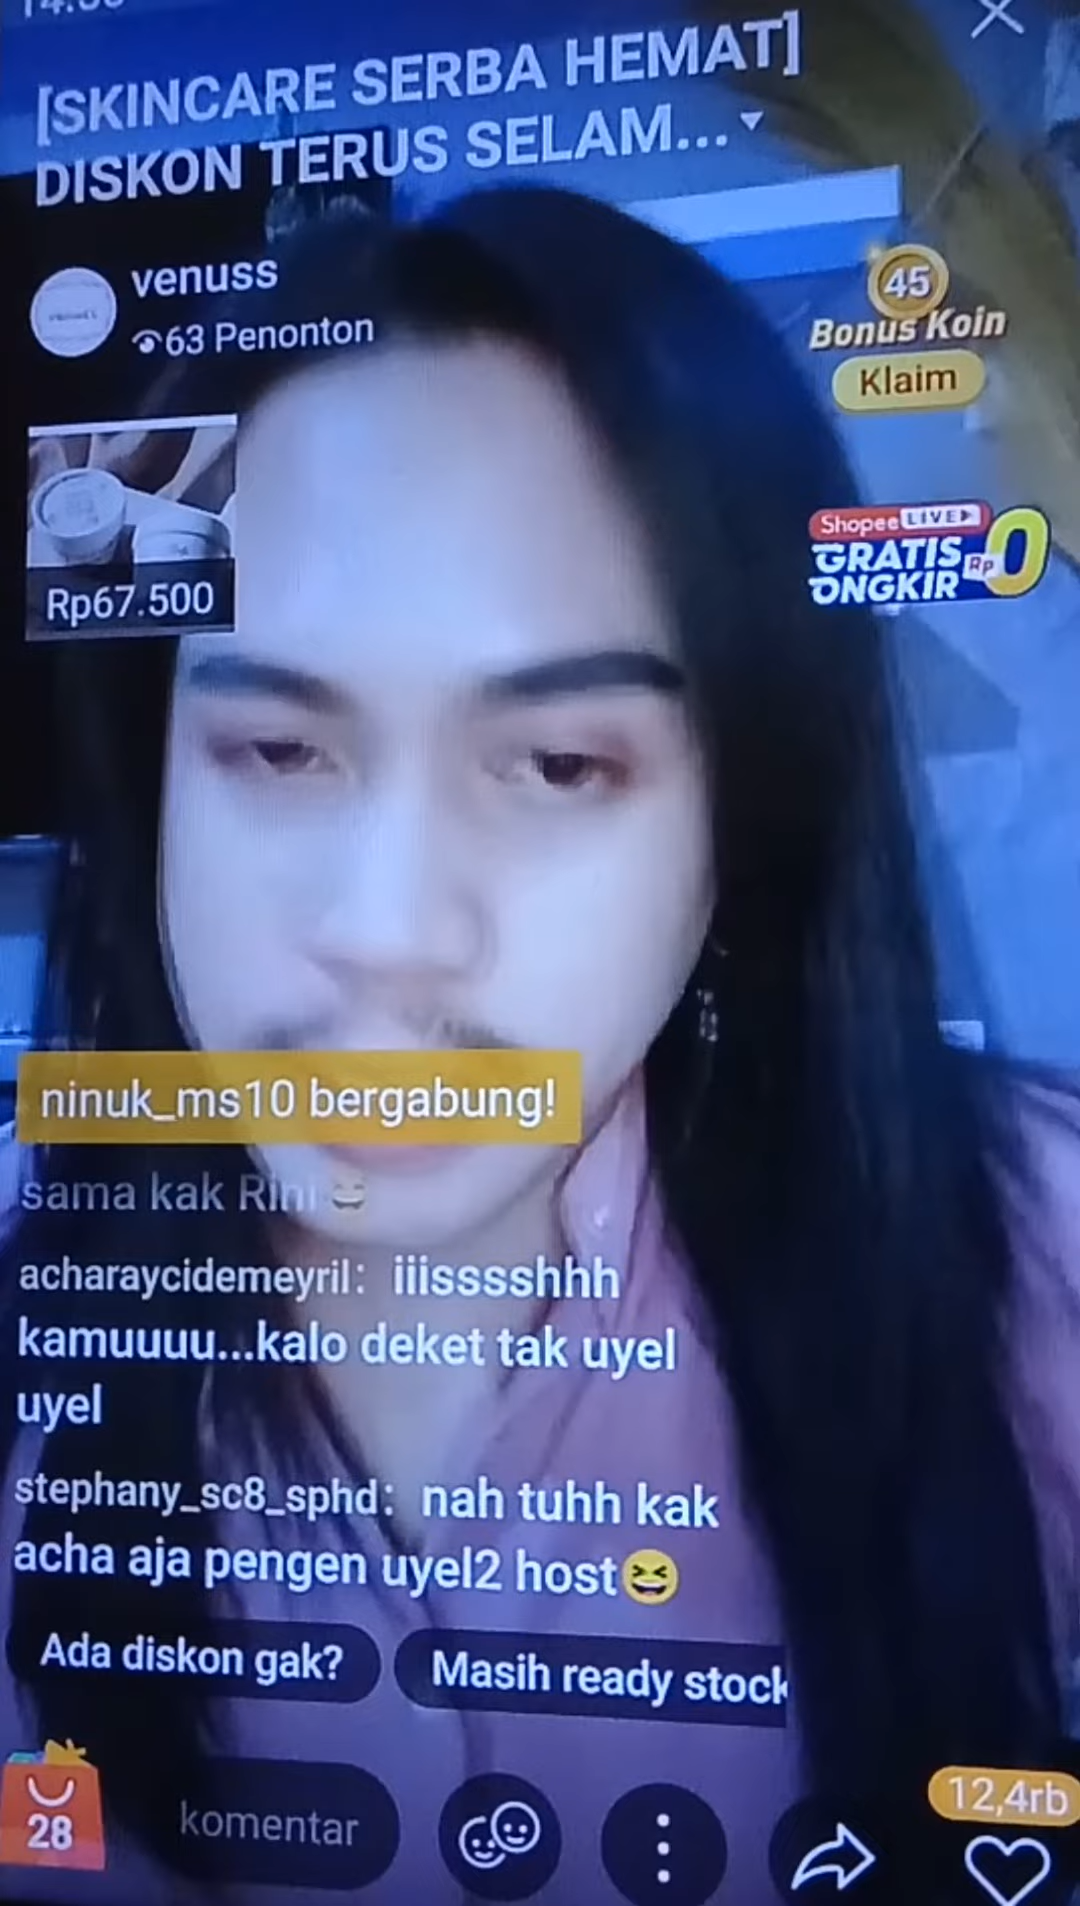 [SKINCARE SERBA HEMAT]
DISKON TERUS SELAM...
venuss
63 Penonton
45
Bonus Koin
Klaim
Rp67.500
Shopee LIVE
GRATIS
ONGKIR
Rp 0
ninuk_ms10 bergabung!
sama kak Rini
acharaycidemeyril: iiisssshhh
kamuuuu...kalo deket tak uyel
uyel
stephany_sc8_sphd: nah tuhh kak
acha aja pengen uyel2 host😆
Ada diskon gak?
Masih ready stock
28
komentar
12,4rb